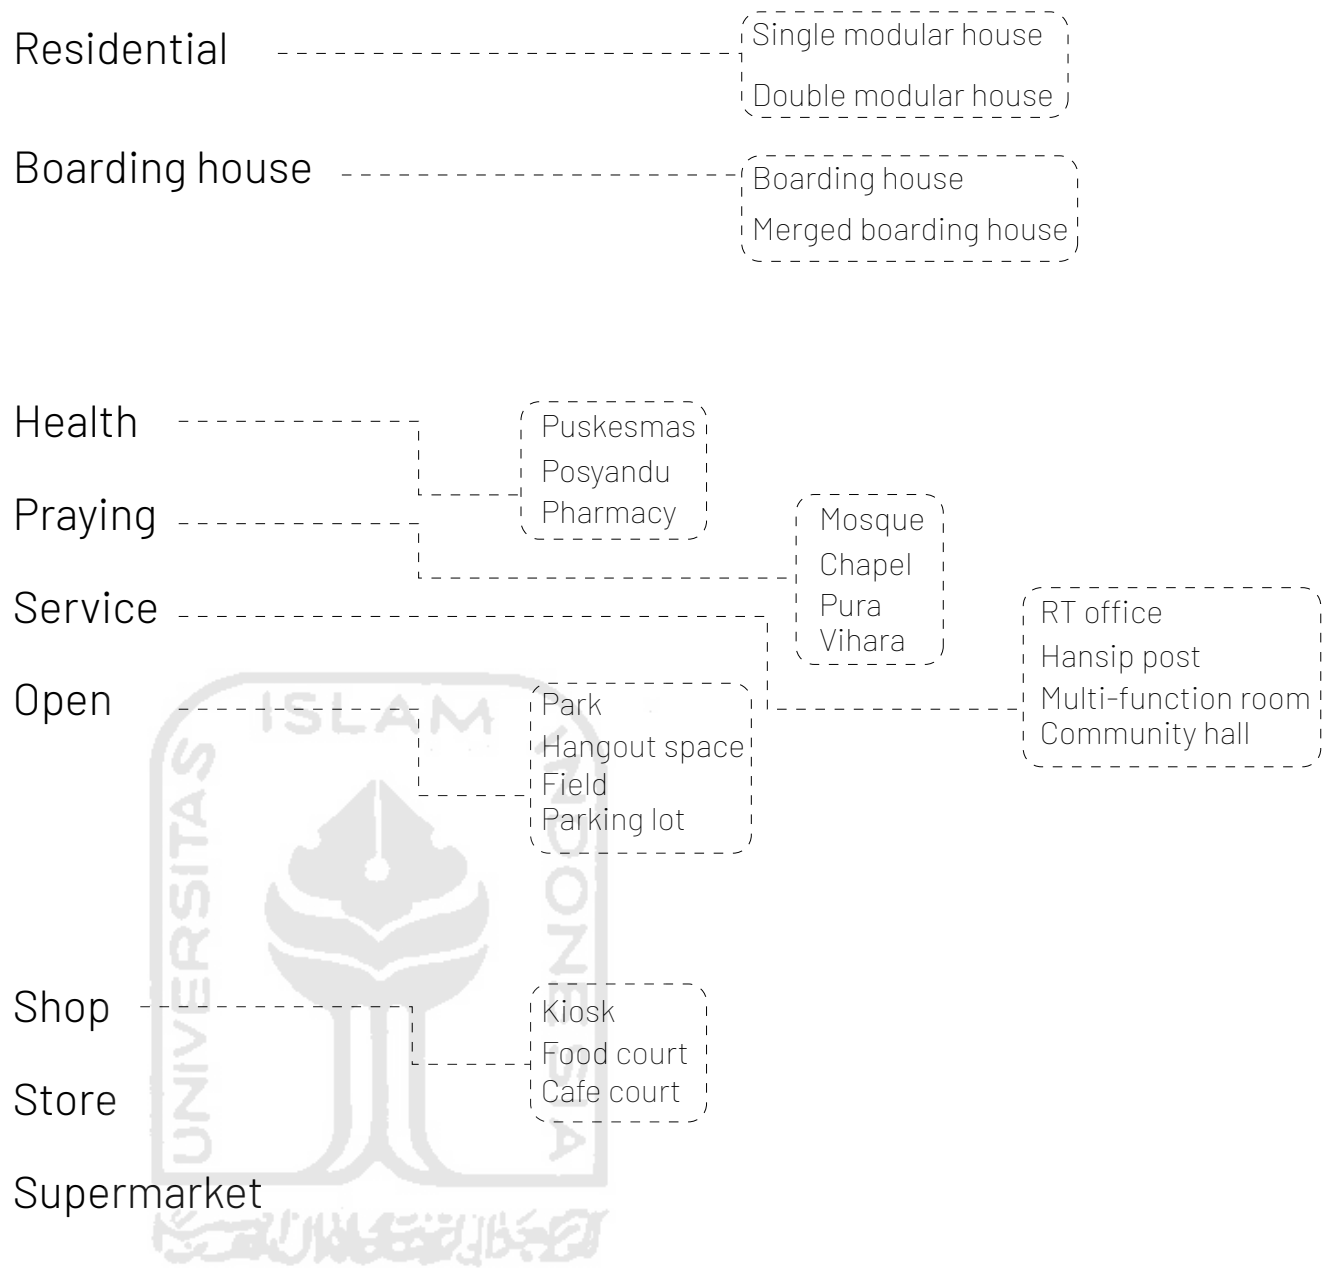 Residential
Single modular house
Double modular house
Boarding house
Boarding house
Merged boarding house
Health
Puskesmas
Posyandu
Pharmacy
Praying
Mosque
Chapel
Pura
Vihara
Service
RT office
Hansip post
Multi-function room
Community hall
Open
Park
Hangout space
Field
Parking lot
Shop
Kiosk
Food court
Cafe court
Store
Supermarket
UNIVERSITAS
ISLAM
INDONESIA